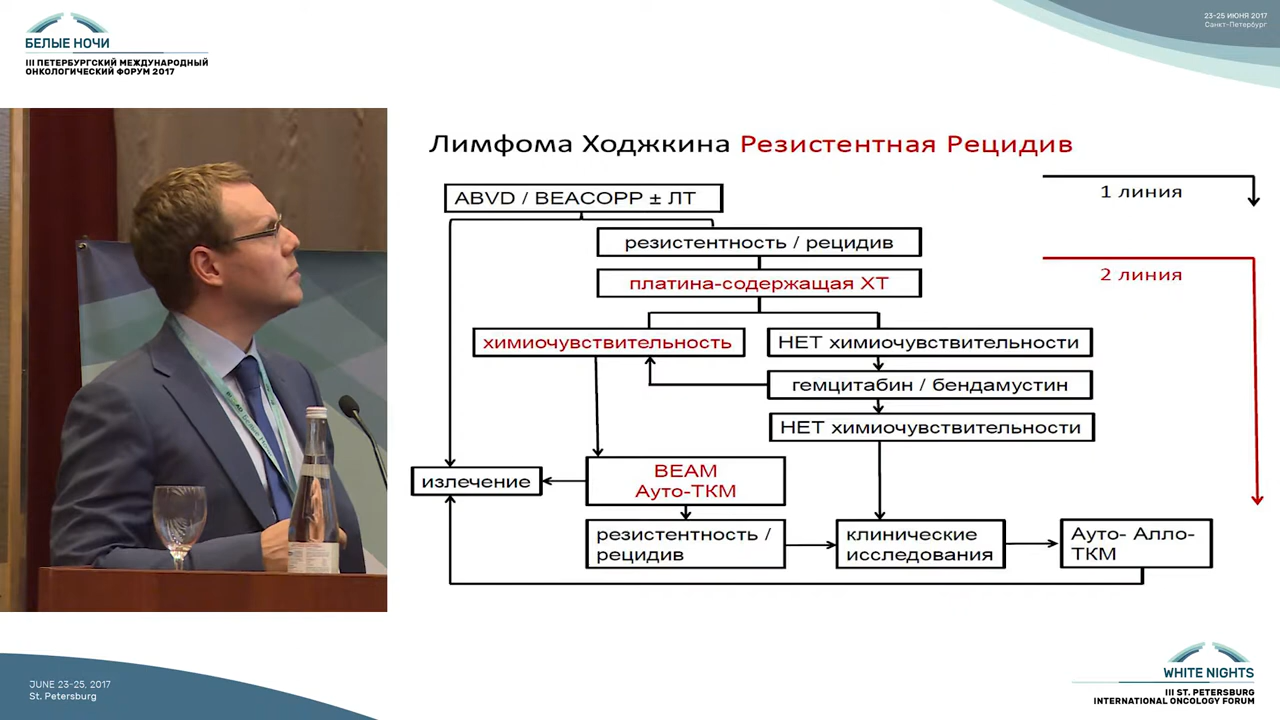 БЕЛЫЕ НОЧИ
III ПЕТЕРБУРГСКИЙ МЕЖДУНАРОДНЫЙ
ОНКОЛОГИЧЕСКИЙ ФОРУМ 2017
23-25 ИЮНЯ 2017
Санкт-Петербург
Лимфома Ходжкина Резистентная Рецидив
ABVD / BEACOPP ± ЛТ
1 линия
резистентность / рецидив
2 линия
платина-содержащая ХТ
химиочувствительность
НЕТ химиочувствительности
гемцитабин / бендамустин
НЕТ химиочувствительности
излечение
BEAM
Ауто-ТКМ
резистентность /
рецидив
клинические
исследования
Ауто- Алло-
ТКМ
JUNE 23-25, 2017
St. Petersburg
WHITE NIGHTS
III ST. PETERSBURG
INTERNATIONAL ONCOLOGY FORUM